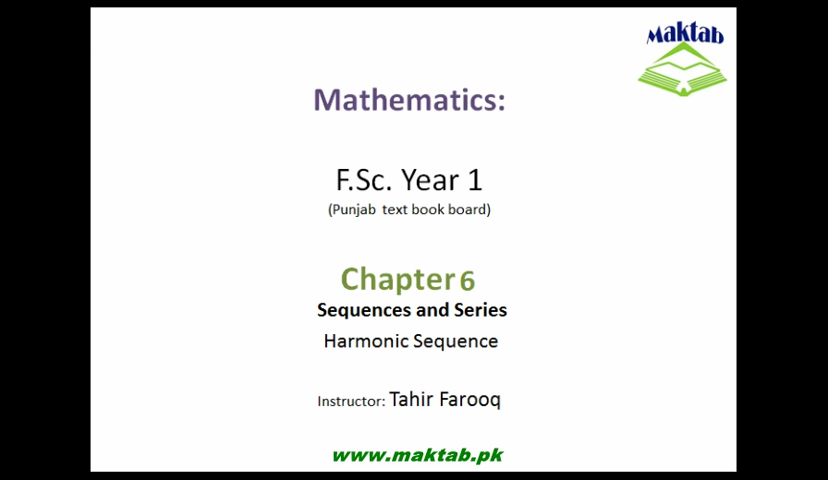 Maktab
Mathematics:
F.Sc. Year 1
(Punjab text book board)
Chapter 6
Sequences and Series
Harmonic Sequence
Instructor: Tahir Farooq
www.maktab.pk